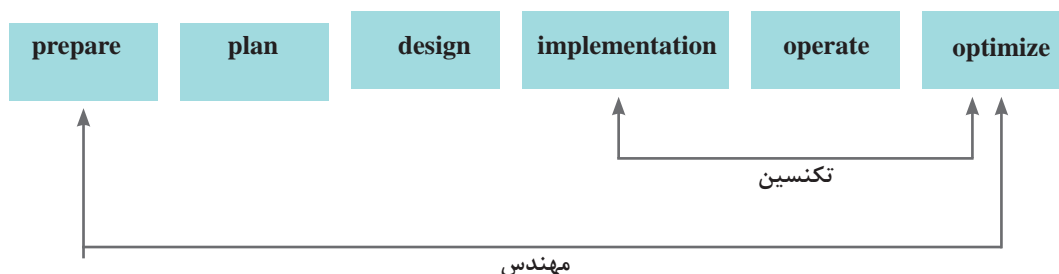 prepare plan design implementation operate optimize
تکنسین
مهندس